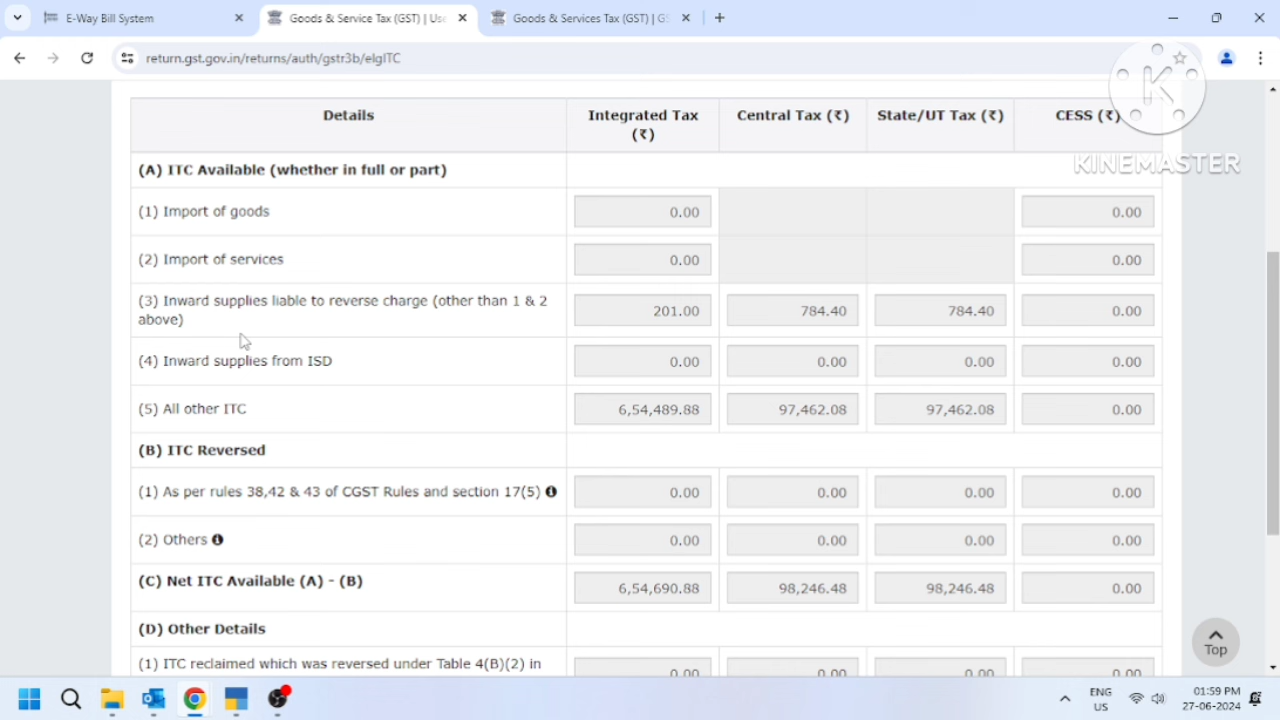 E-Way Bill System
Goods & Service Tax (GST) | Use
Goods & Services Tax (GST) | G
return.gst.gov.in/returns/auth/gstr3b/elgITC
K
KINEMASTER
Details
Integrated Tax
(₹)
Central Tax (₹)
State/UT Tax (₹)
CESS (₹)
(A) ITC Available (whether in full or part)
(1) Import of goods
0.00
0.00
(2) Import of services
0.00
0.00
(3) Inward supplies liable to reverse charge (other than 1 & 2
above)
201.00
784.40
784.40
0.00
(4) Inward supplies from ISD
0.00
0.00
0.00
0.00
(5) All other ITC
6,54,489.88
97,462.08
97,462.08
0.00
(B) ITC Reversed
(1) As per rules 38,42 & 43 of CGST Rules and section 17(5)
0.00
0.00
0.00
0.00
(2) Others
0.00
0.00
0.00
0.00
(C) Net ITC Available (A) - (B)
6,54,690.88
98,246.48
98,246.48
0.00
(D) Other Details
(1) ITC reclaimed which was reversed under Table 4(B)(2) in
0.00
0.00
0.00
0.00
Top
ENG
US
01:59 PM
27-06-2024